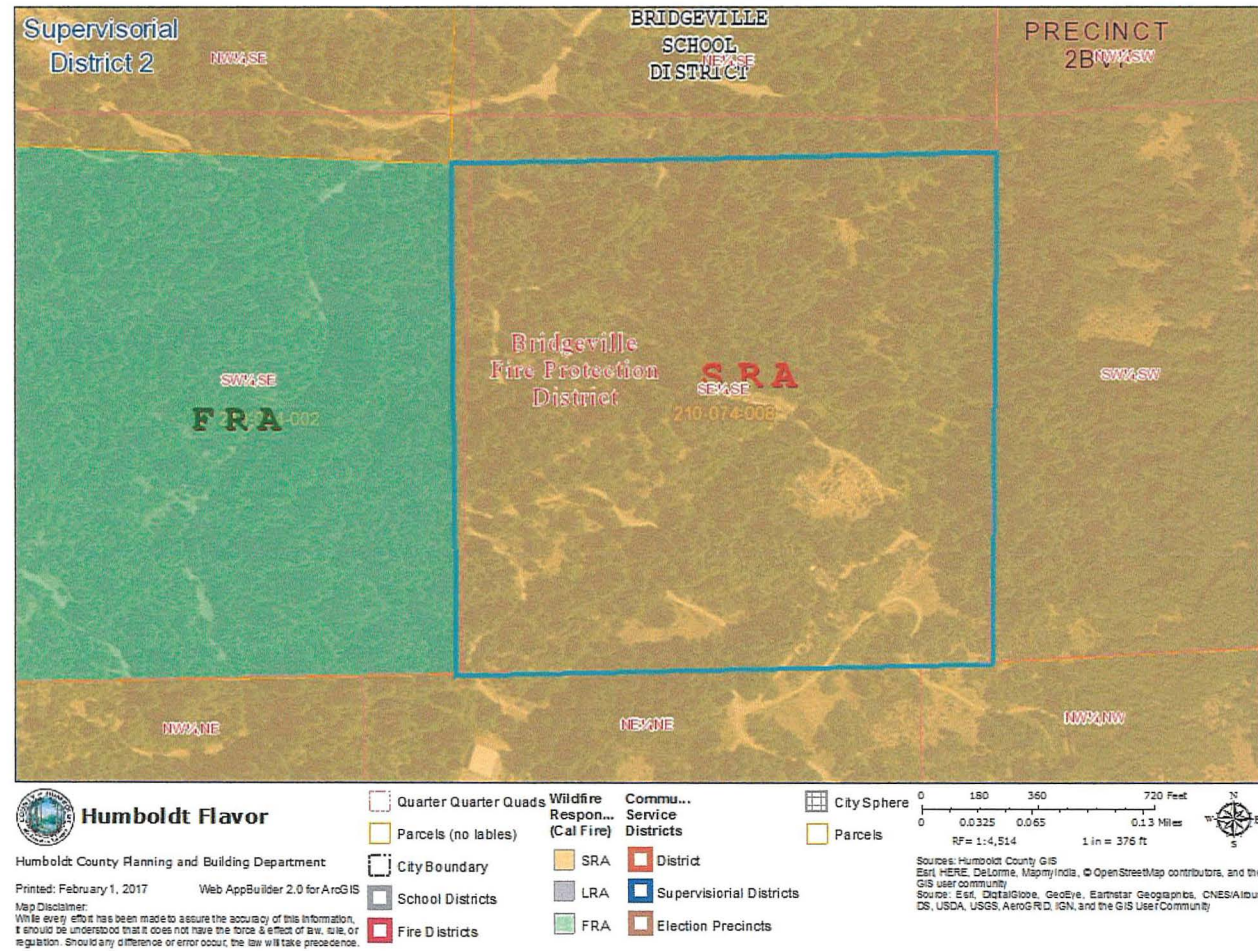 Supervisorial
District 2
NW¼SE
BRIDGEVILLE
SCHOOL
DISTRICT
NE¼SE
PRECINCT
NW¼SW
Bridgeville
Fire Protection
District
SRA
SE¼SE
210-074-008
SW¼SE
FRA
-002
SW¼SW
NW¼NE
NE¼NE
NW¼NW
Humboldt Flavor
Humboldt County Planning and Building Department
Printed: February 1, 2017 Web AppBuilder 2.0 for ArcGIS
Map Disclaimer:
While every effort has been made to assure the accuracy of this information,
it should be understood that it does not have the force & effect of law, rule, or
regulation. Should any difference or error occur, the law will take precedence.
Quarter Quarter Quads
Parcels (no lables)
City Boundary
School Districts
Fire Districts
Wildfire
Respon...
(Cal Fire)
SRA
LRA
FRA
Commu...
Service
Districts
District
Supervisiorial Districts
Election Precincts
City Sphere
Parcels
0 180 360 720 Feet
0 0.0325 0.065 0.13 Miles
RF= 1:4,514 1 in = 376 ft
N
W E
S
Sources: Humboldt County GIS
Esri, HERE, DeLorme, MapmyIndia, © OpenStreetMap contributors, and the
GIS user community
Source: Esri, DigitalGlobe, GeoEye, Earthstar Geographics, CNES/Airbus
DS, USDA, USGS, AeroGRID, IGN, and the GIS User Community